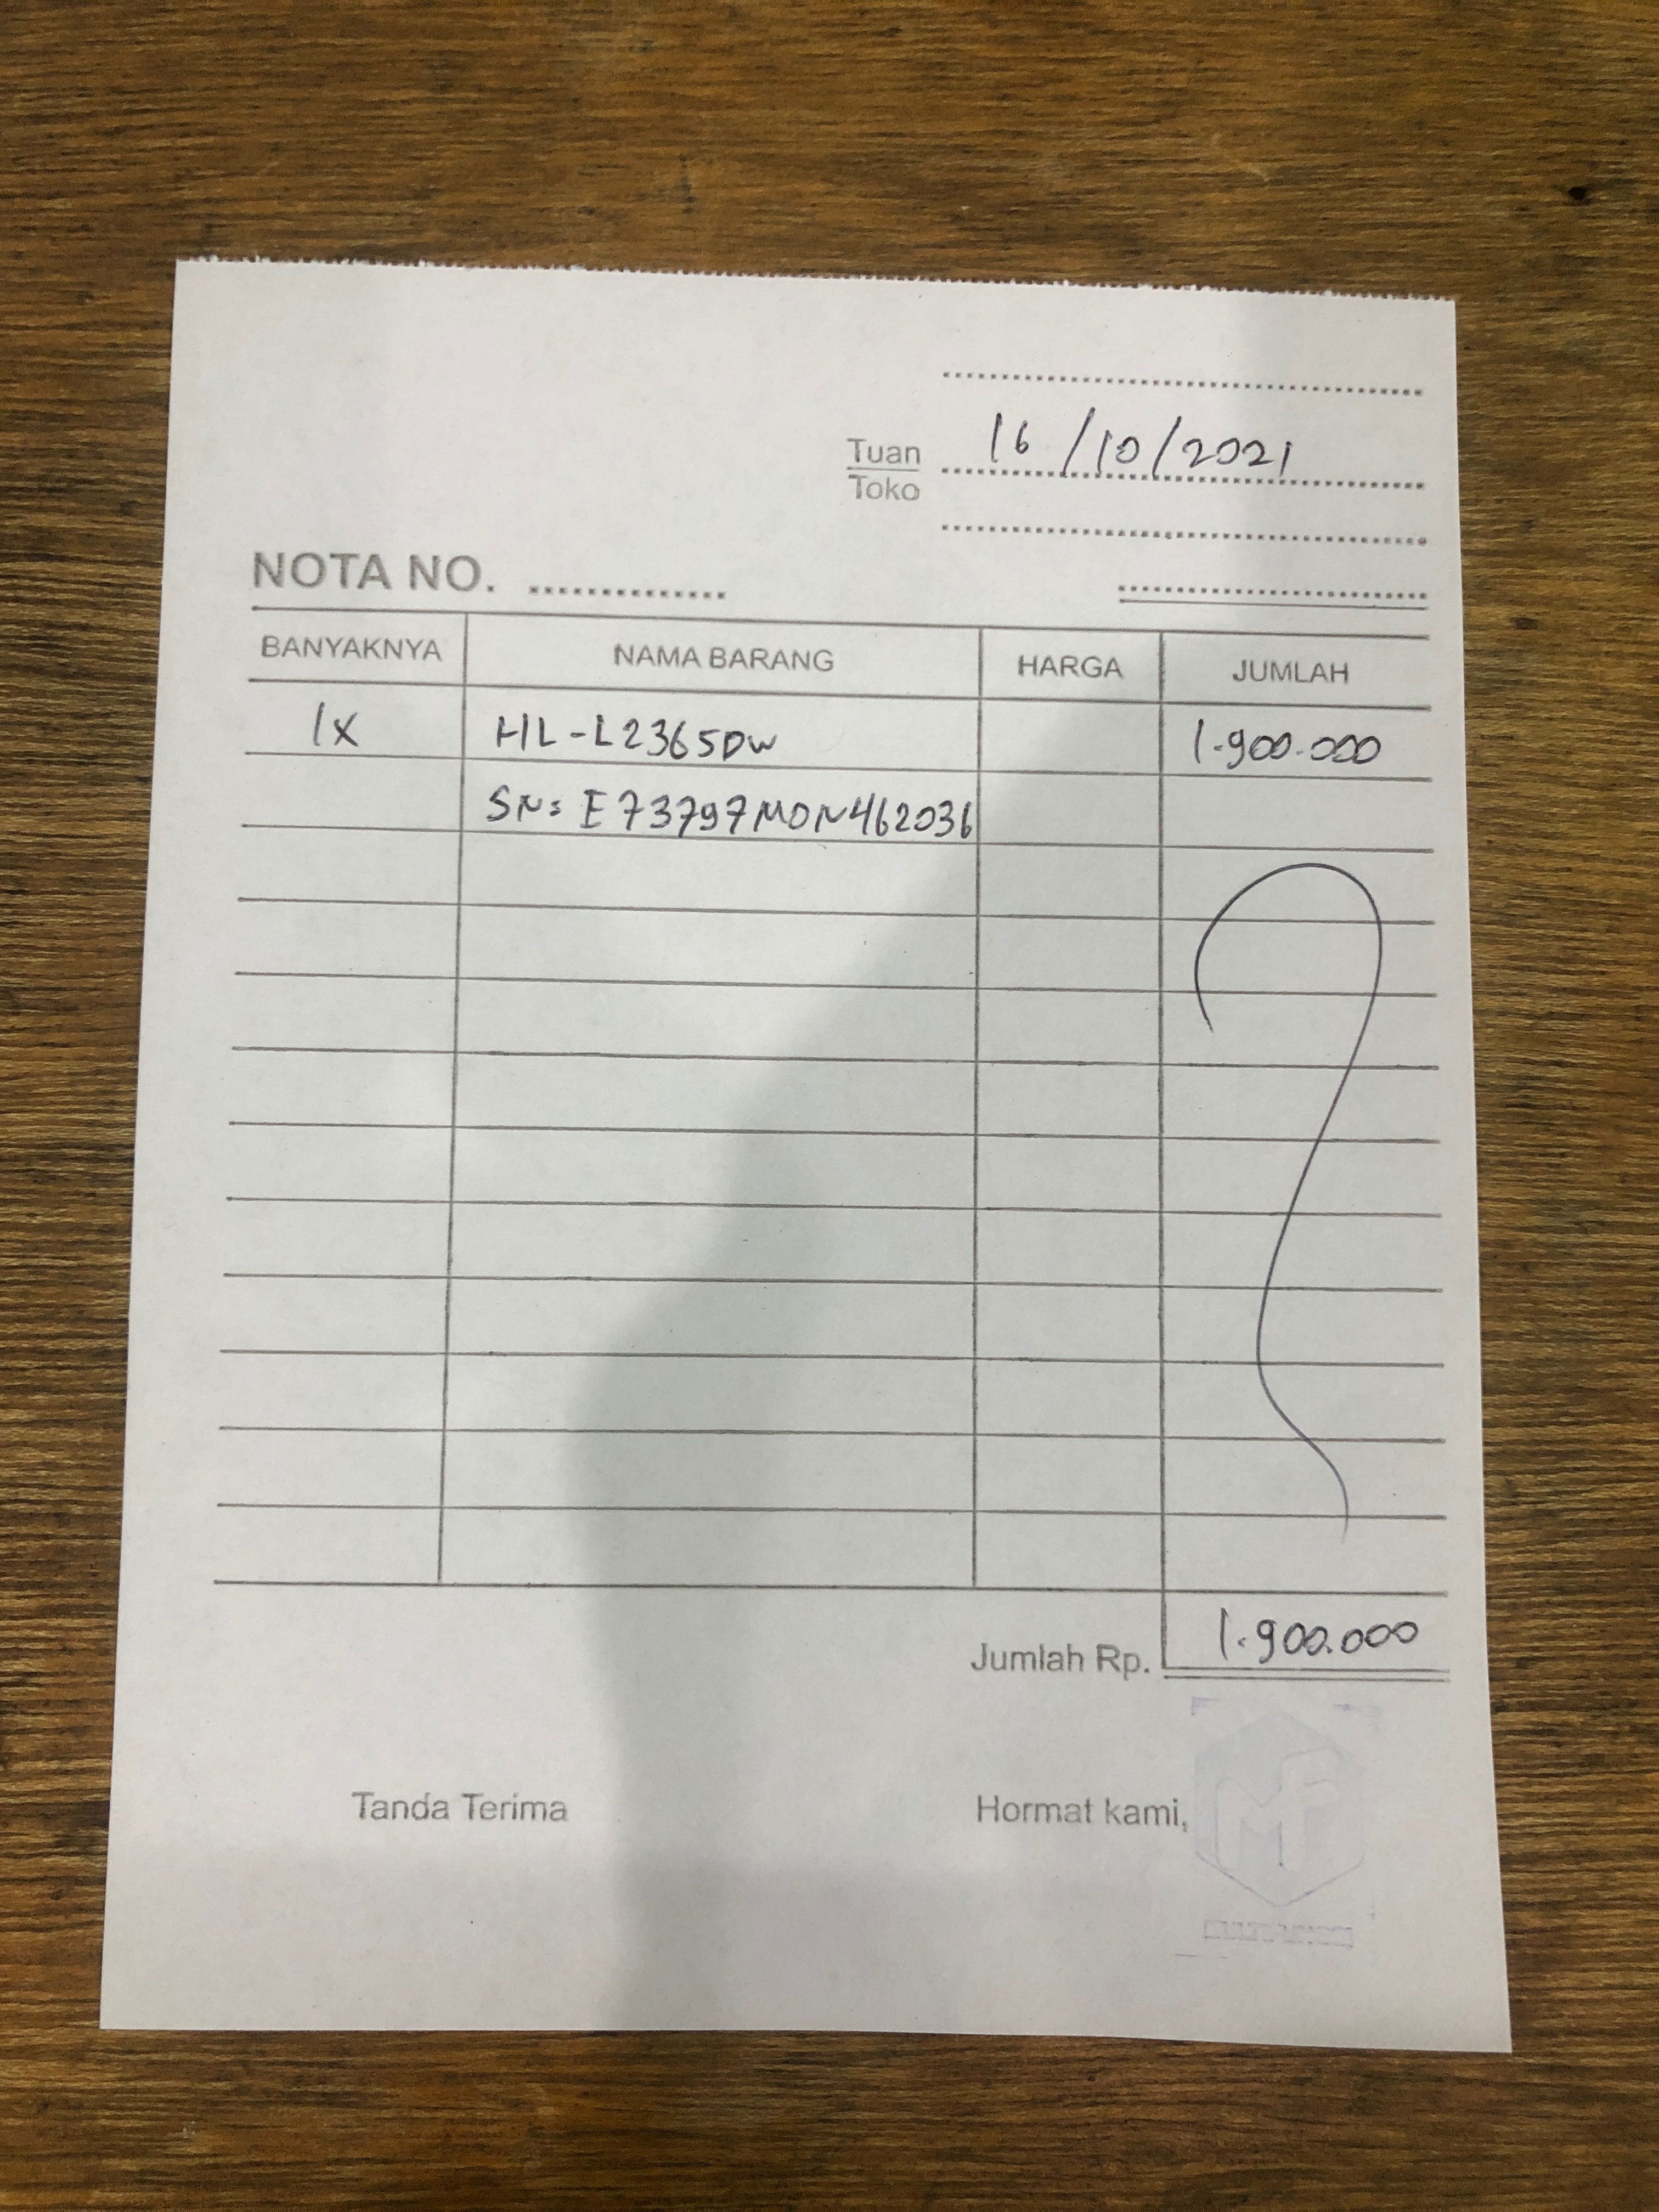 16/10/2021
Tuan
Toko
NOTA NO.
BANYAKNYA NAMA BARANG HARGA JUMLAH
1x HL-L2365DW 1.900.000
SN: E73797M0N462036
Jumlah Rp. 1.900.000
Tanda Terima Hormat kami,